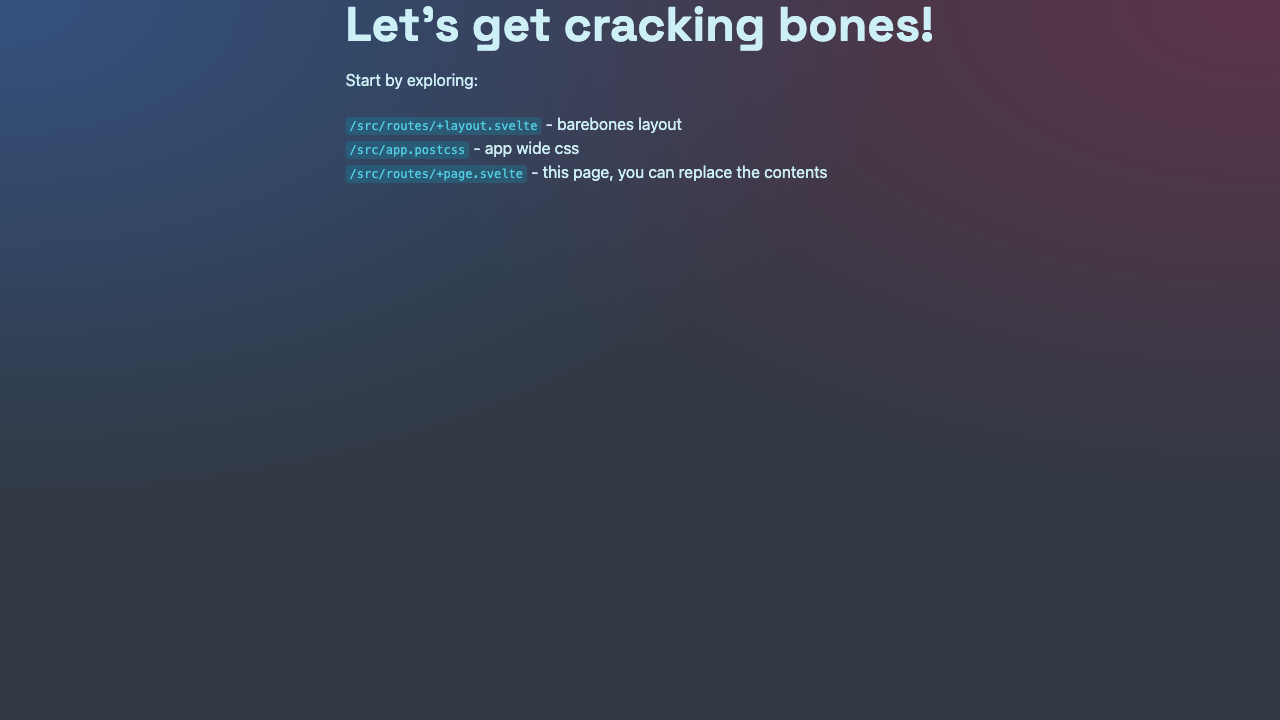 Let's get cracking bones!
Start by exploring:
/src/routes/+layout.svelte - barebones layout
/src/app.postcss - app wide css
/src/routes/+page.svelte - this page, you can replace the contents